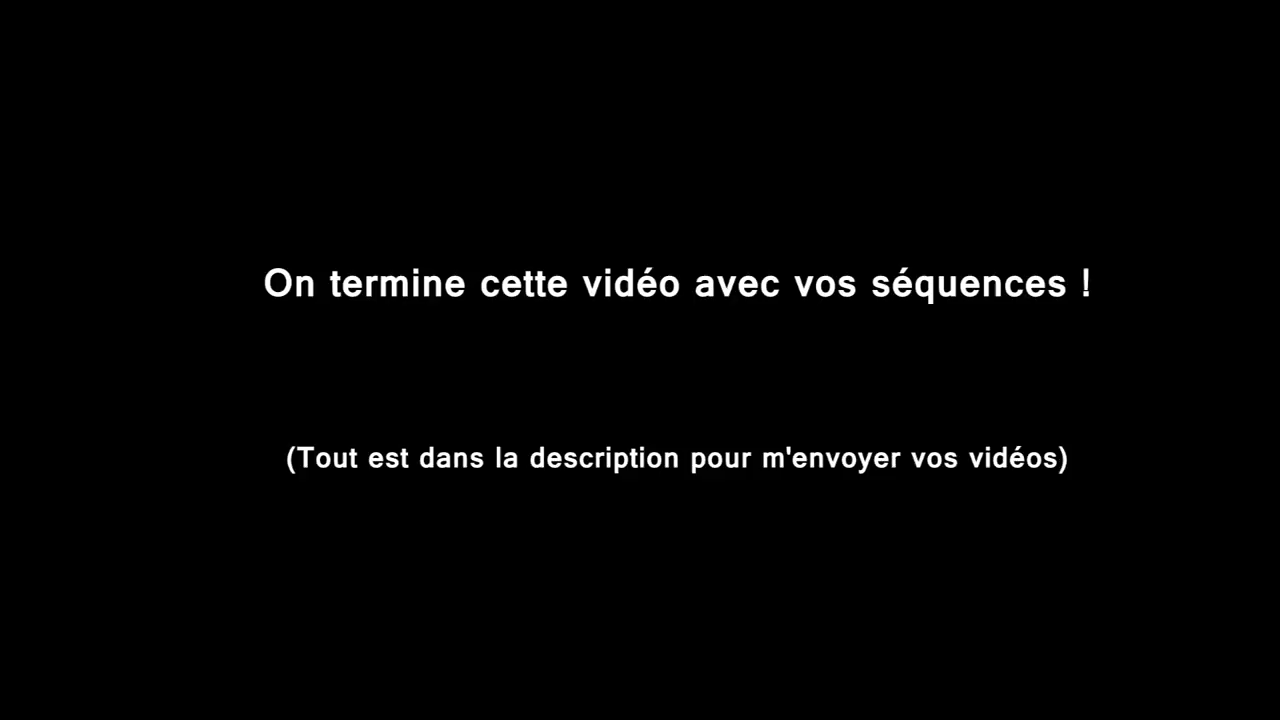 On termine cette vidéo avec vos séquences !
(Tout est dans la description pour m'envoyer vos vidéos)